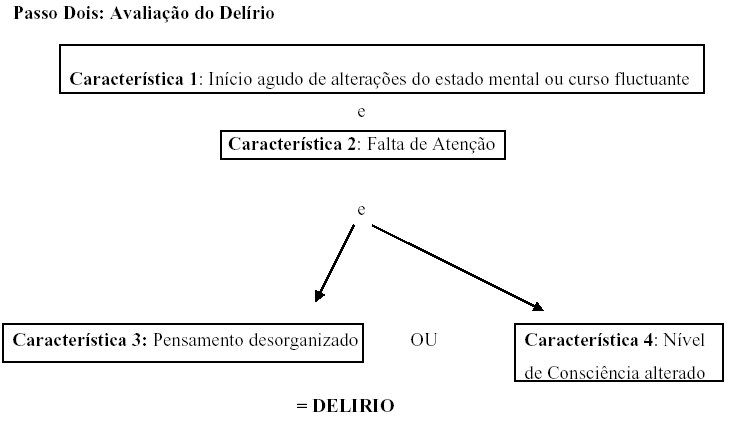 Passo Dois: Avaliação do Delírio
Característica 1: Início agudo de alterações do estado mental ou curso fluctuante
e
Característica 2: Falta de Atenção
e
Característica 3: Pensamento desorganizado
OU
Característica 4: Nível
de Consciência alterado
= DELIRIO